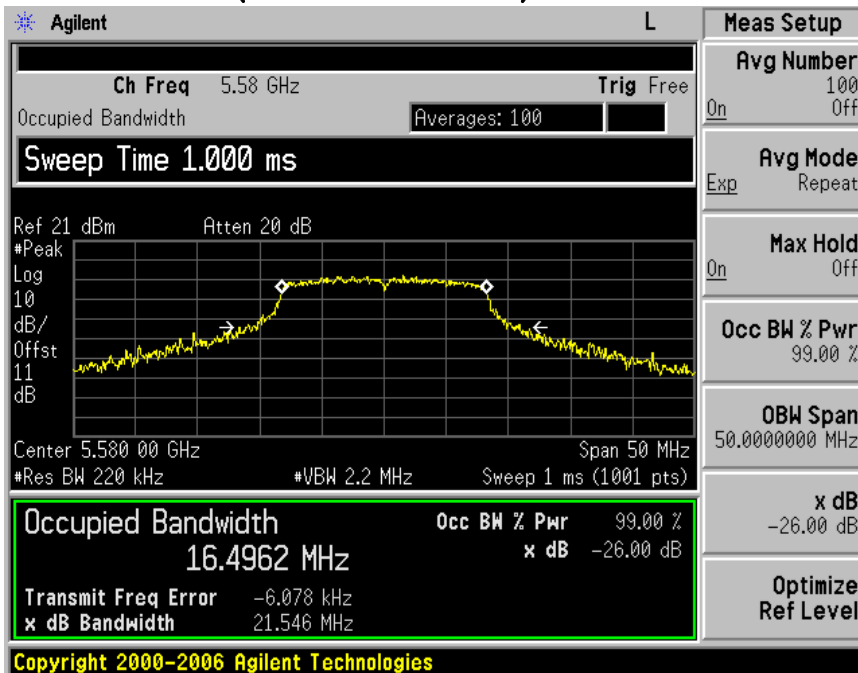 Agilent L
Ch Freq 5.58 GHz Trig Free
Occupied Bandwidth Averages: 100
Sweep Time 1.000 ms
Ref 21 dBm Atten 20 dB
#Peak
Log
10
dB/
Offst
11
dB
Center 5.580 00 GHz Span 50 MHz
#Res BW 220 kHz #VBW 2.2 MHz Sweep 1 ms (1001 pts)
Occupied Bandwidth Occ BW % Pwr 99.00 %
16.4962 MHz x dB -26.00 dB
Transmit Freq Error -6.078 kHz
x dB Bandwidth 21.546 MHz
Copyright 2000-2006 Agilent Technologies
Meas Setup
Avg Number
100
On Off
Avg Mode
Exp Repeat
Max Hold
On Off
Occ BW % Pwr
99.00 %
OBW Span
50.0000000 MHz
x dB
-26.00 dB
Optimize
Ref Level